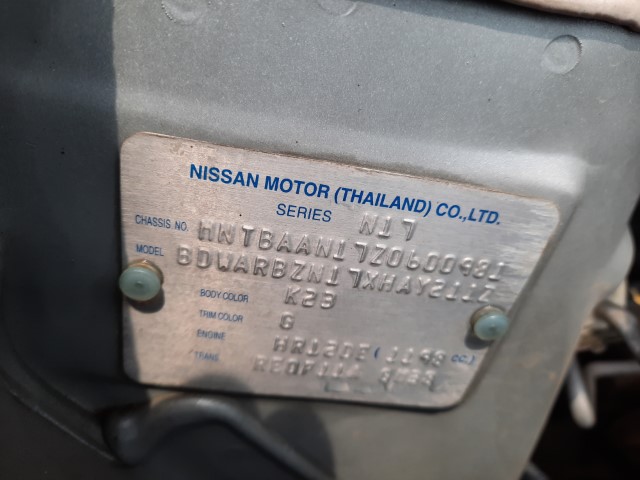 NISSAN MOTOR (THAILAND) CO.,LTD.
SERIES N17
CHASSIS NO. MNTBAAN17Z0600981
MODEL BDWARBZN17XHAY2TTZ
BODY COLOR K23
TRIM COLOR G
ENGINE HR12DE ( 1198 CC.)
TRANS.